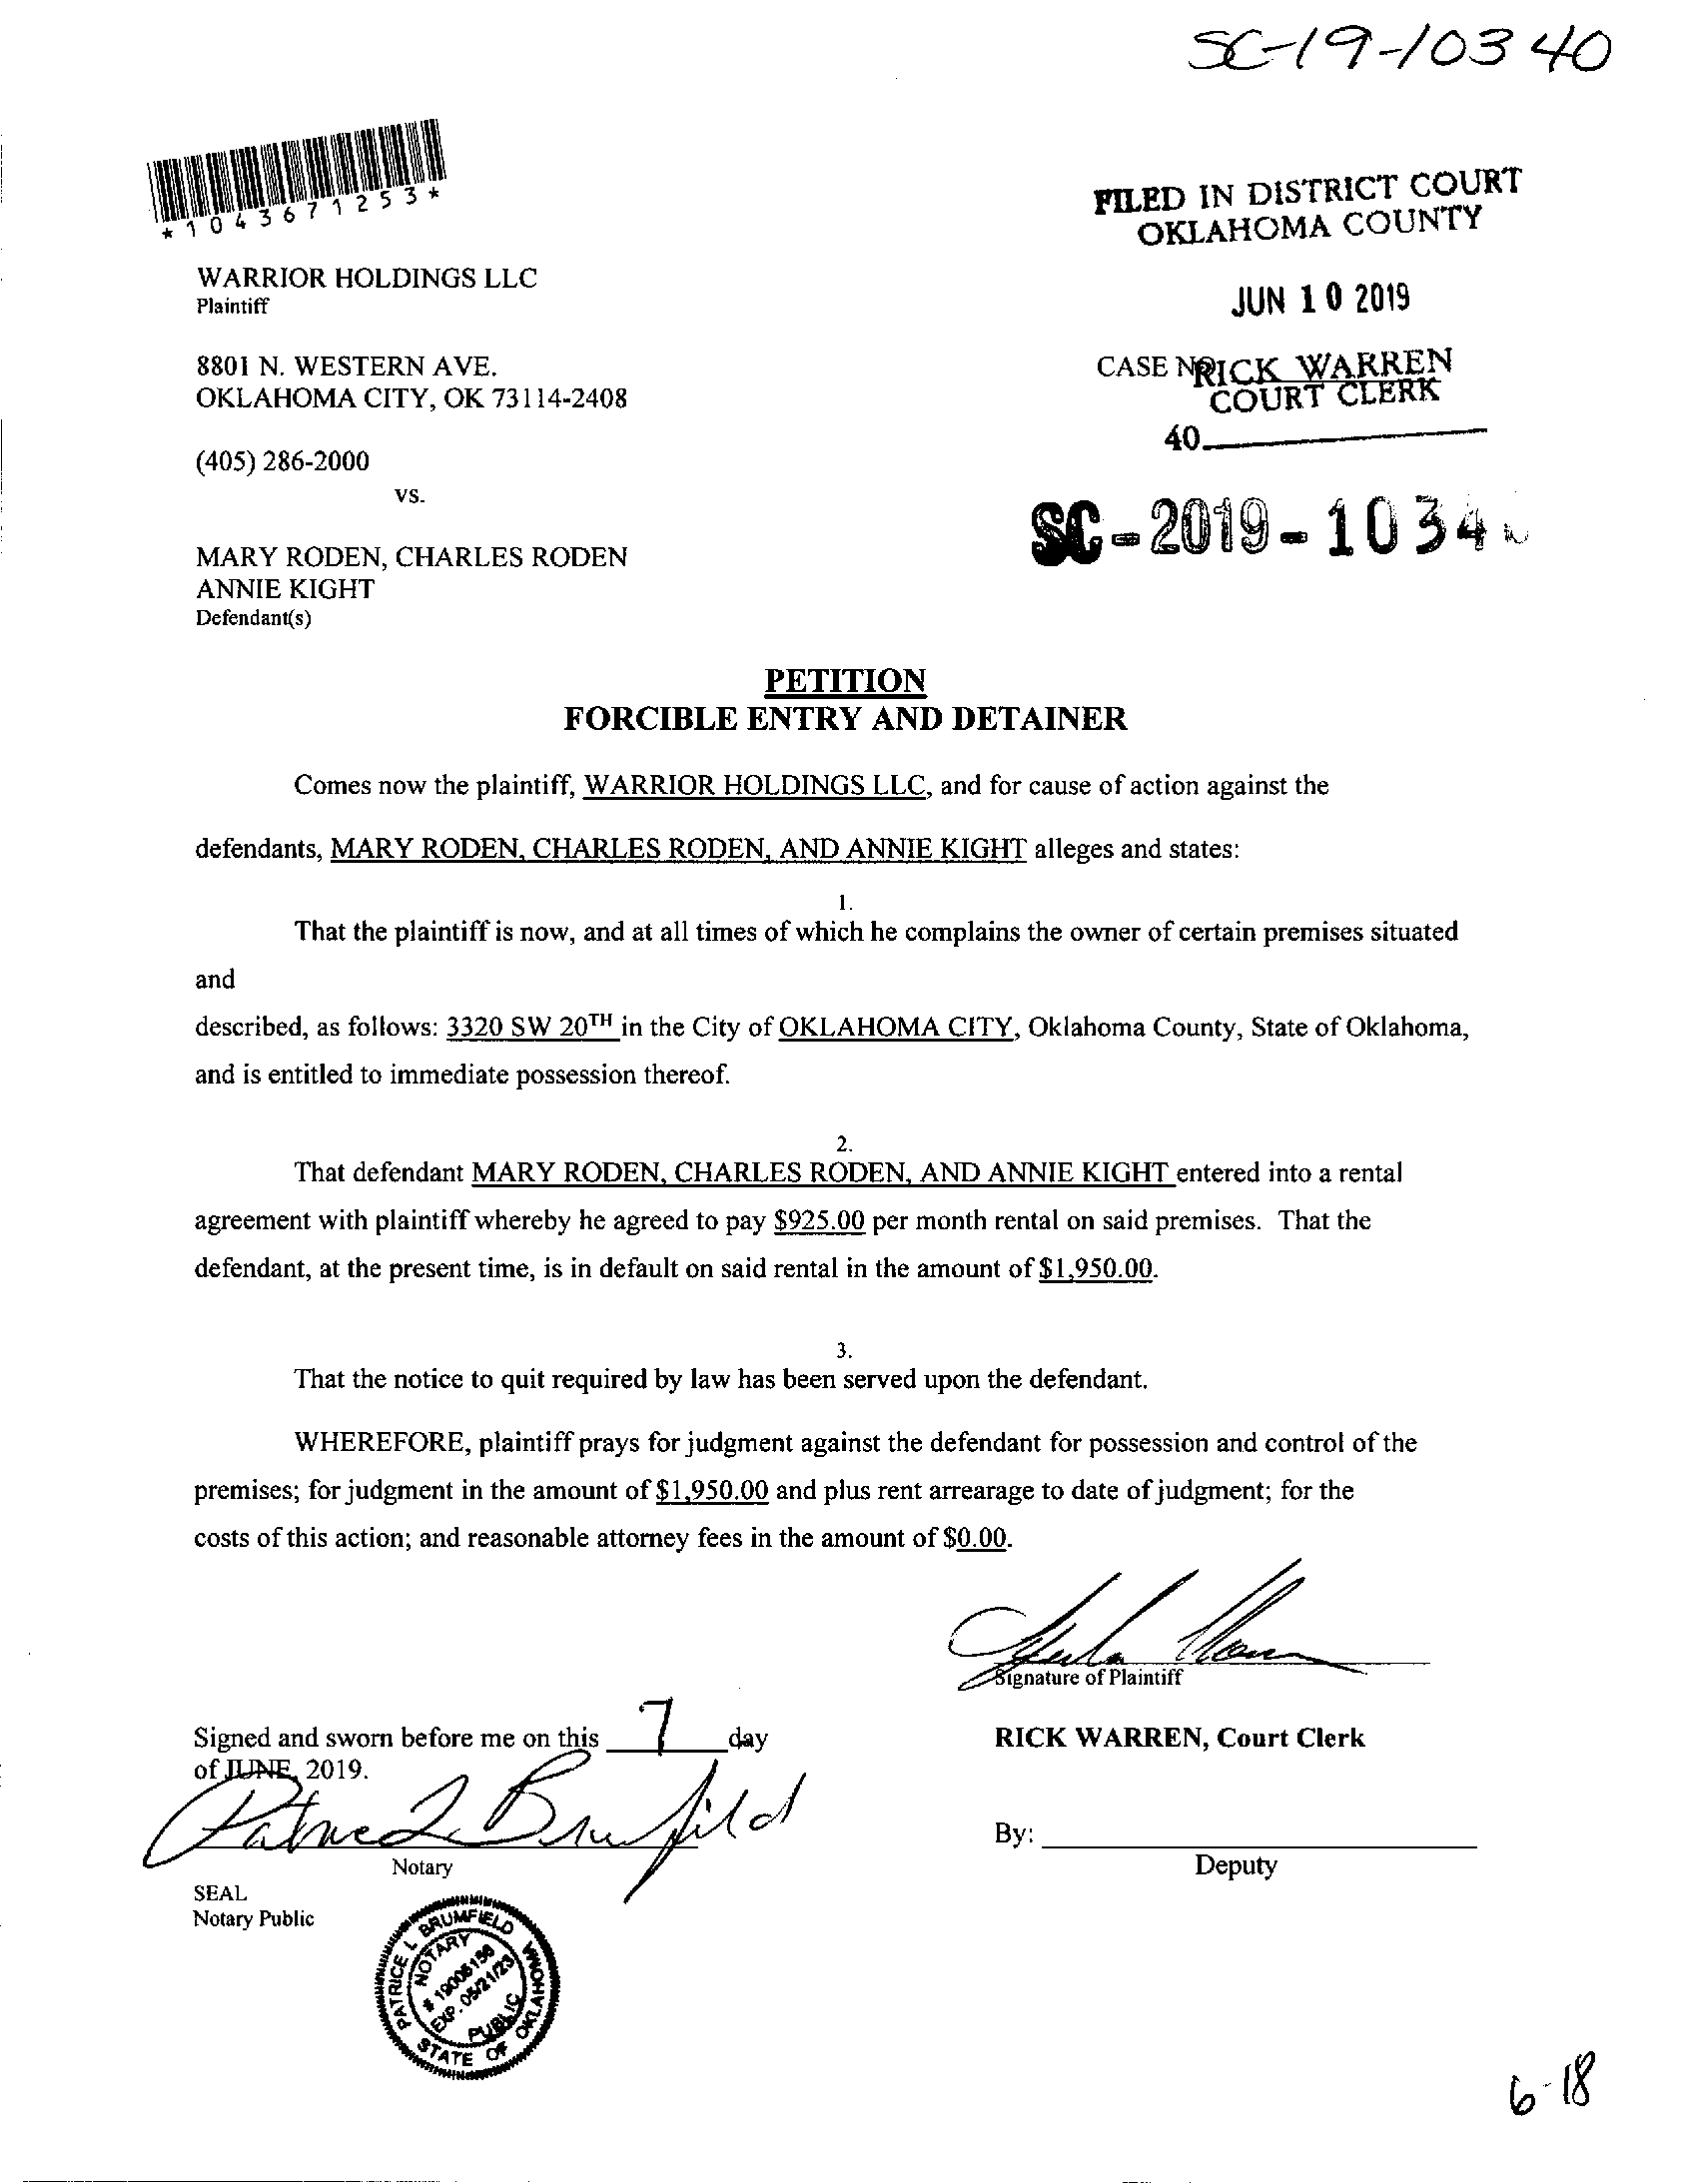 SC-19-10340
*1043671253*
FILED IN DISTRICT COURT
OKLAHOMA COUNTY
JUN 10 2019
WARRIOR HOLDINGS LLC
Plaintiff
8801 N. WESTERN AVE.
OKLAHOMA CITY, OK 73114-2408
CASE NO
RICK WARREN
COURT CLERK
40
(405) 286-2000
vs.
SC-2019-1034
MARY RODEN, CHARLES RODEN
ANNIE KIGHT
Defendant(s)
PETITION
FORCIBLE ENTRY AND DETAINER
Comes now the plaintiff, WARRIOR HOLDINGS LLC, and for cause of action against the
defendants, MARY RODEN, CHARLES RODEN, AND ANNIE KIGHT alleges and states:
1.
That the plaintiff is now, and at all times of which he complains the owner of certain premises situated
and
described, as follows: 3320 SW 20TH in the City of OKLAHOMA CITY, Oklahoma County, State of Oklahoma,
and is entitled to immediate possession thereof.
2.
That defendant MARY RODEN, CHARLES RODEN, AND ANNIE KIGHT entered into a rental
agreement with plaintiff whereby he agreed to pay $925.00 per month rental on said premises. That the
defendant, at the present time, is in default on said rental in the amount of $1,950.00.
3.
That the notice to quit required by law has been served upon the defendant.
WHEREFORE, plaintiff prays for judgment against the defendant for possession and control of the
premises; for judgment in the amount of $1,950.00 and plus rent arrearage to date of judgment; for the
costs of this action; and reasonable attorney fees in the amount of $0.00.
Signature of Plaintiff
Signed and sworn before me on this 7 day
of JUNE, 2019.
RICK WARREN, Court Clerk
Patrice L Brumfield
Notary
By:
Deputy
SEAL
Notary Public
PATRICE L BRUMFIELD
NOTARY
# 19005156
EXP. 05/21/23
PUBLIC
STATE OF OKLAHOMA
6-18